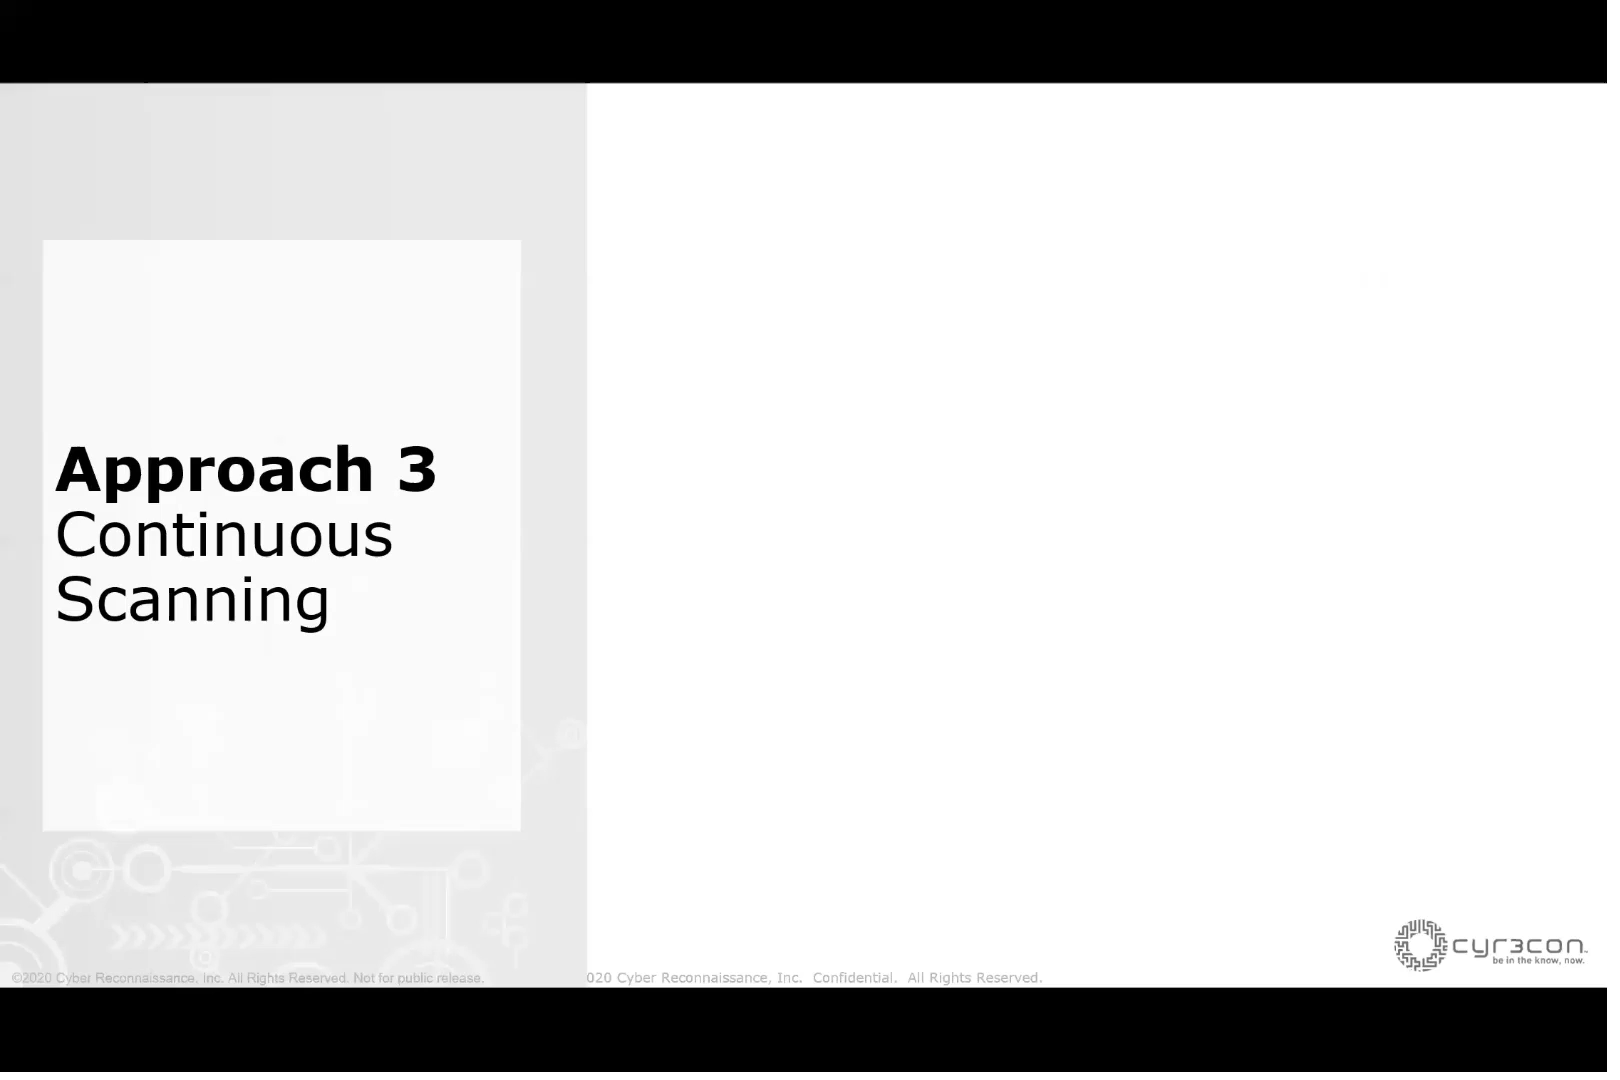 Approach 3
Continuous
Scanning
©2020 Cyber Reconnaissance, Inc. All Rights Reserved. Not for public release.
020 Cyber Reconnaissance, Inc. Confidential. All Rights Reserved.
cyr3con™
be in the know, now.